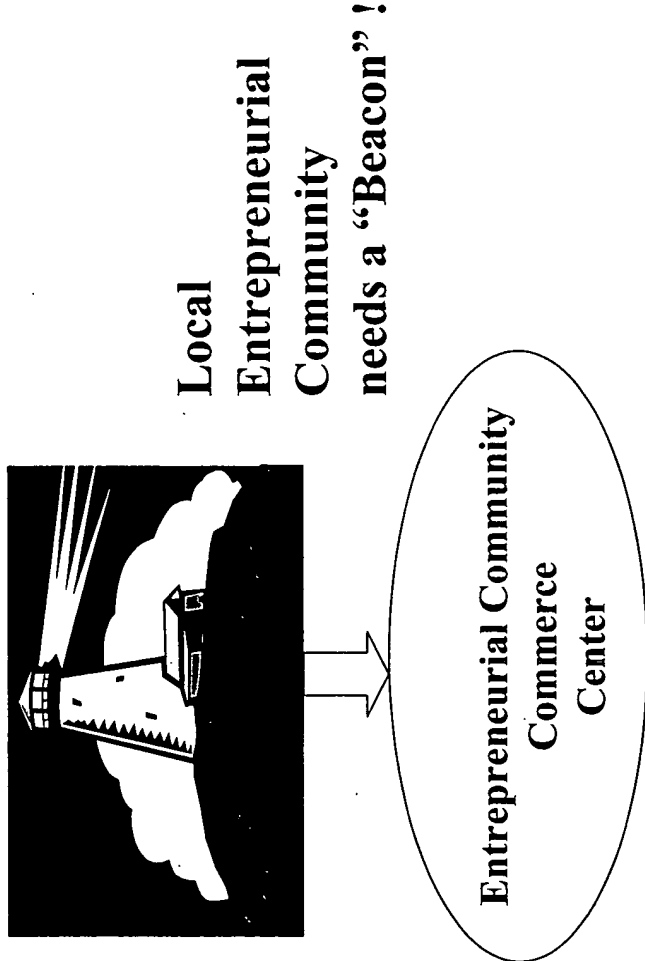 Local
Entrepreneurial
Community
needs a “Beacon” !
Entrepreneurial Community
Commerce
Center